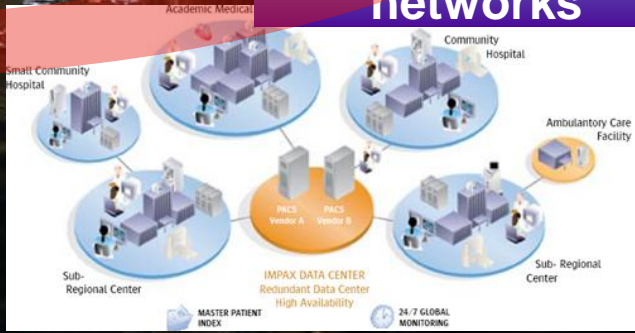 networks
Academic Medical
Community
Hospital
Small Community
Hospital
Ambulantory Care
Facility
PACS
Vendor A
PACS
Vendor B
Sub-
Regional Center
IMPAX DATA CENTER
Redundant Data Center
High Availability
Sub- Regional
Center
MASTER PATIENT
INDEX
24/7 GLOBAL
MONITORING